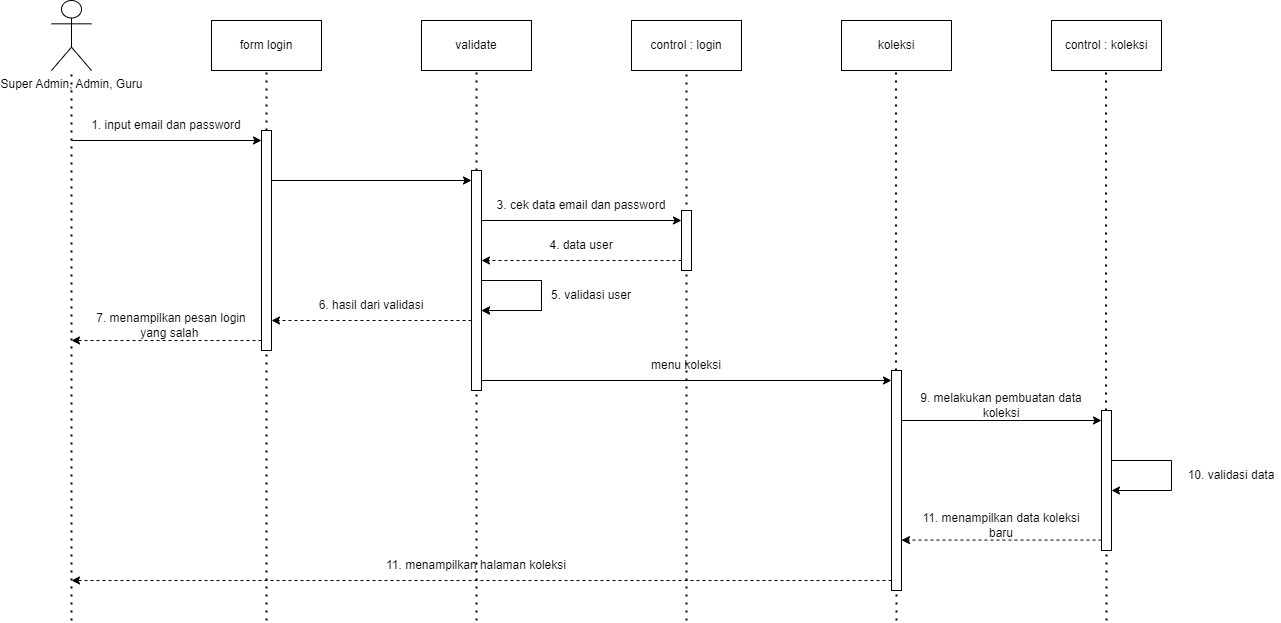 form login
validate
control : login
koleksi
control : koleksi
Super Admin, Admin, Guru
1. input email dan password
3. cek data email dan password
4. data user
5. validasi user
6. hasil dari validasi
7. menampilkan pesan login
yang salah
menu koleksi
9. melakukan pembuatan data
koleksi
10. validasi data
11. menampilkan data koleksi
baru
11. menampilkan halaman koleksi